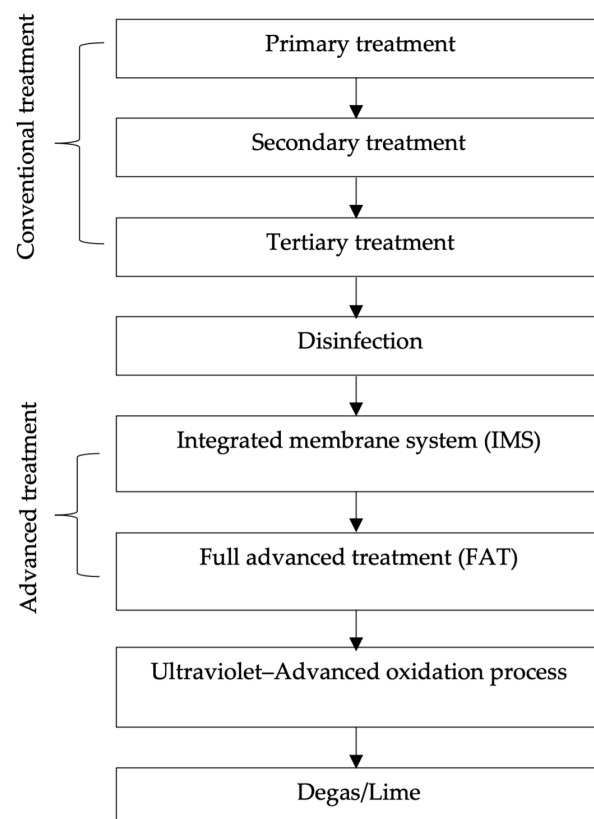 Conventional treatment
Primary treatment
Secondary treatment
Tertiary treatment
Disinfection
Advanced treatment
Integrated membrane system (IMS)
Full advanced treatment (FAT)
Ultraviolet–Advanced oxidation process
Degas/Lime